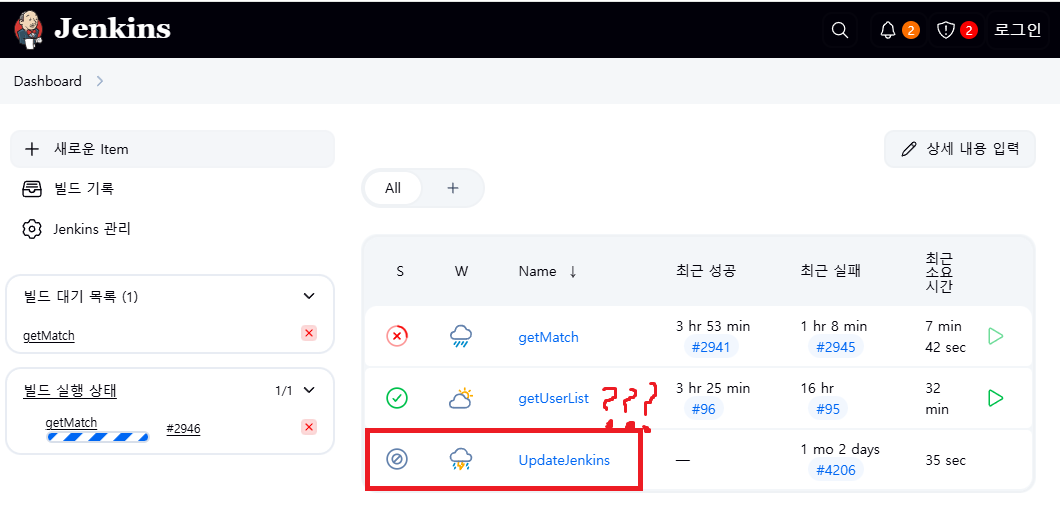 Jenkins
2
2
로그인
Dashboard
새로운 Item
빌드 기록
Jenkins 관리
상세 내용 입력
All
+
빌드 대기 목록 (1)
getMatch
빌드 실행 상태
1/1
getMatch
#2946
S
W
Name ↓
최근 성공
최근 실패
최근
소요
시간
getMatch
3 hr 53 min
#2941
1 hr 8 min
#2945
7 min
42 sec
getUserList
???
3 hr 25 min
#96
16 hr
#95
32
min
UpdateJenkins
—
1 mo 2 days
#4206
35 sec